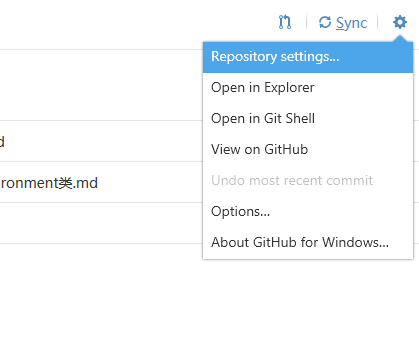 Sync
Repository settings...
Open in Explorer
Open in Git Shell
d
View on GitHub
ronment类.md
Undo most recent commit
Options...
About GitHub for Windows...